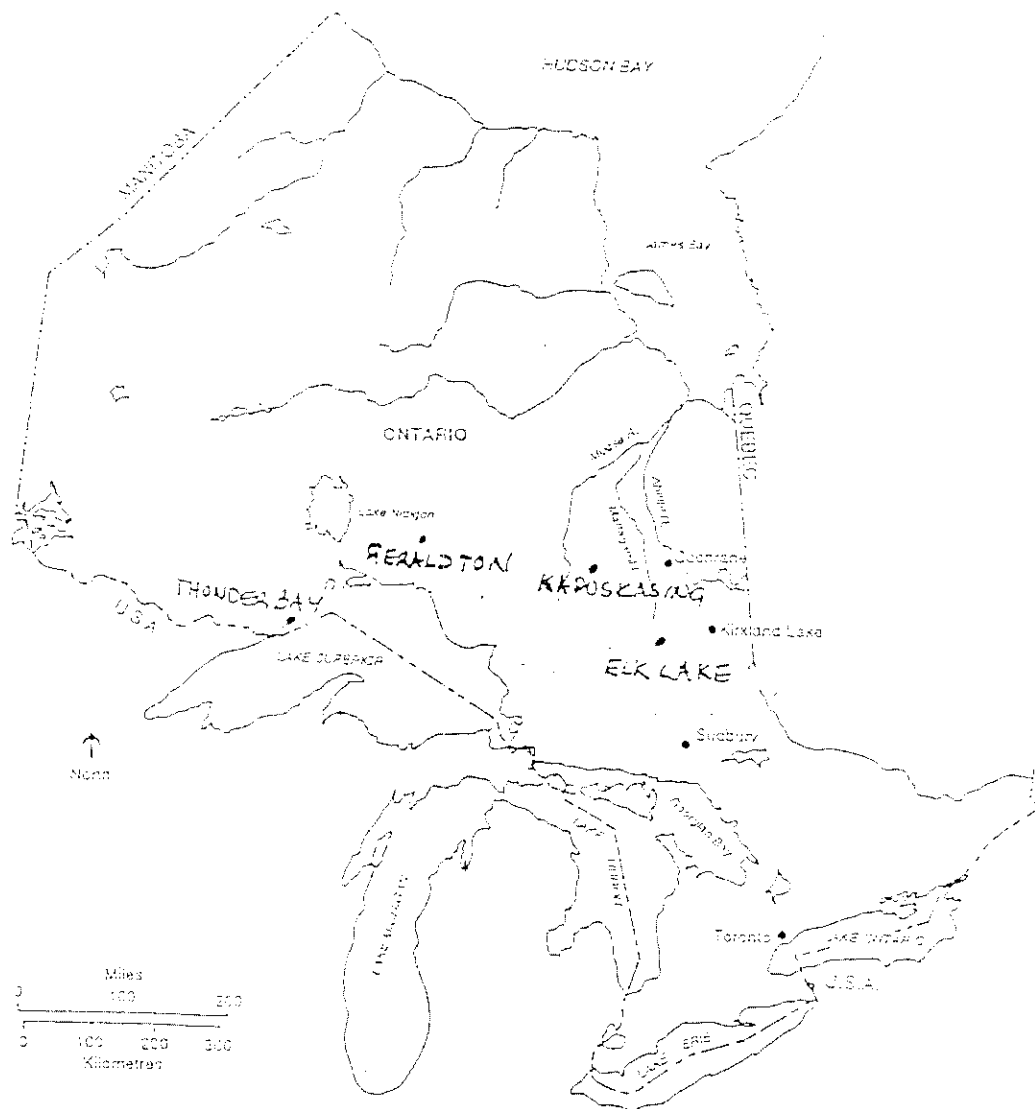 HUDSON BAY
MANITOBA
James Bay
ONTARIO
QUEBEC
Moose R.
Abitibi R.
Lake Nipigon
GERALDTON
KAPUSKASING
Cochrane
THUNDER BAY
U.S.A.
Kirkland Lake
ELK LAKE
LAKE SUPERIOR
Sudbury
North
GEORGIAN BAY
LAKE
HURON
LAKE MICHIGAN
Toronto
LAKE ONTARIO
U.S.A.
LAKE ERIE
Miles
0 100 200
0 100 200 300
Kilometres